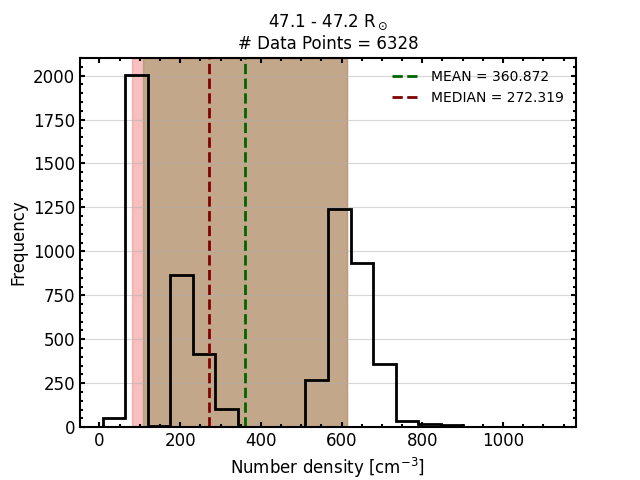 47.1 - 47.2 R⊙
# Data Points = 6328
MEAN = 360.872
MEDIAN = 272.319
Frequency
2000
1750
1500
1250
1000
750
500
250
0
0 200 400 600 800 1000
Number density [cm⁻³]